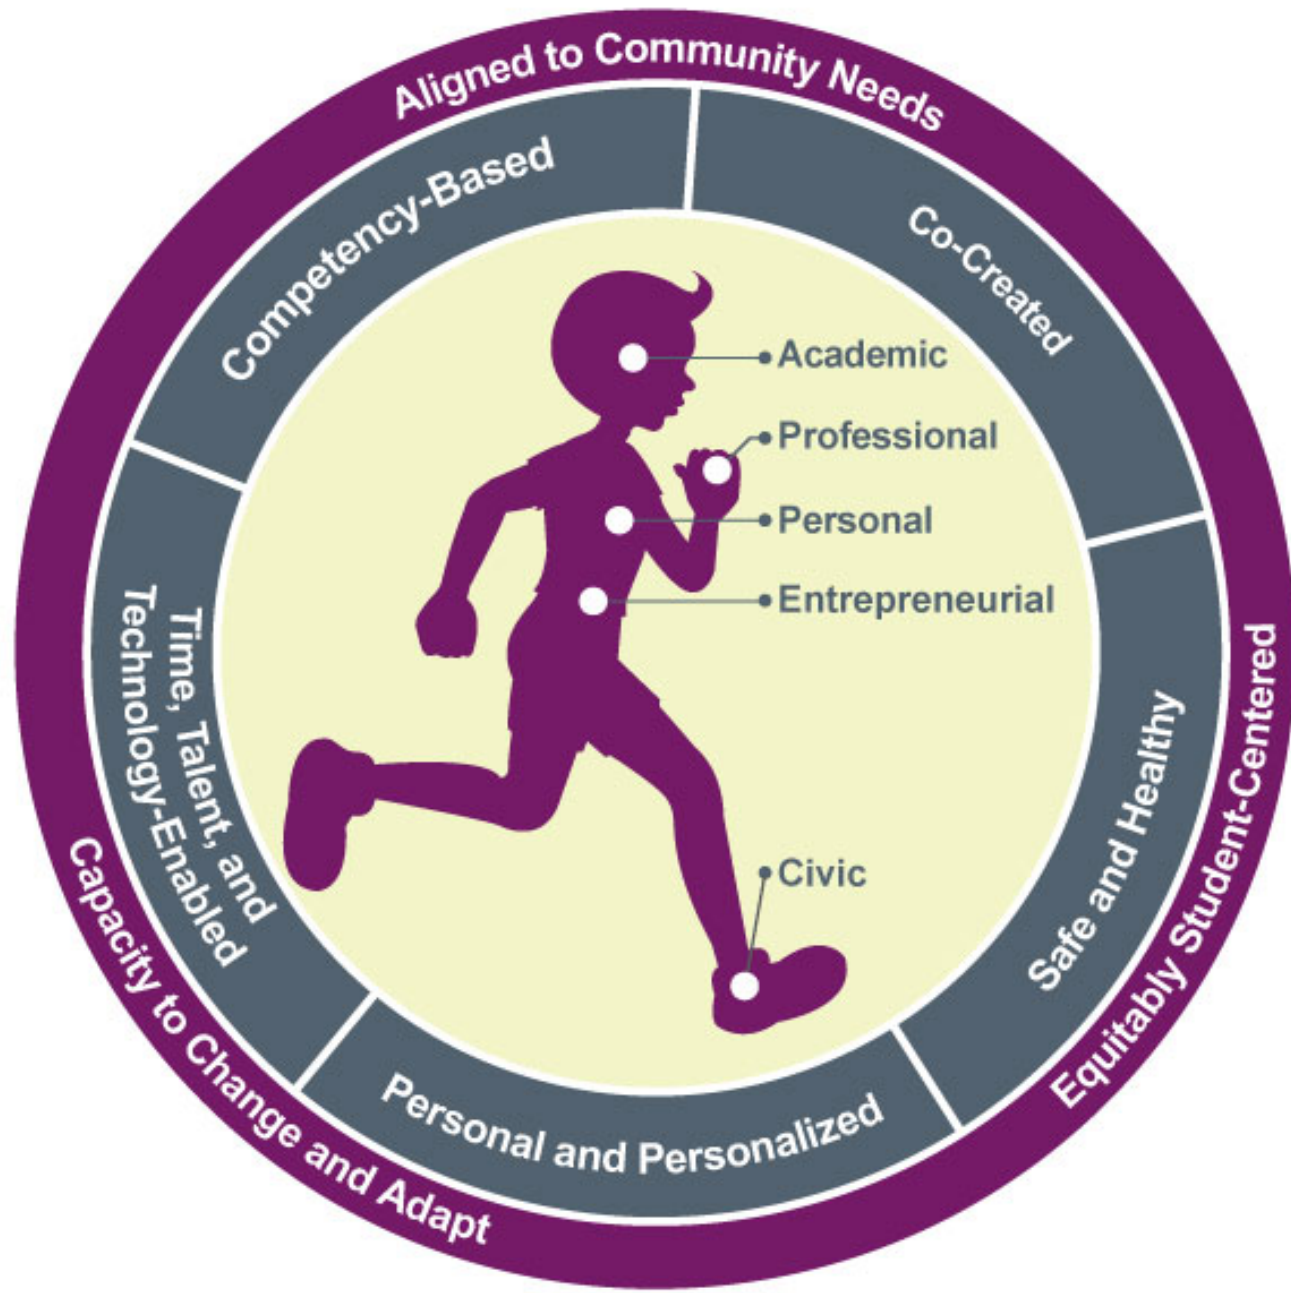 Aligned to Community Needs
Competency-Based
Co-Created
Academic
Professional
Personal
Entrepreneurial
Civic
Time, Talent, and
Technology-Enabled
Safe and Healthy
Personal and Personalized
Capacity to Change and Adapt
Equitably Student-Centered